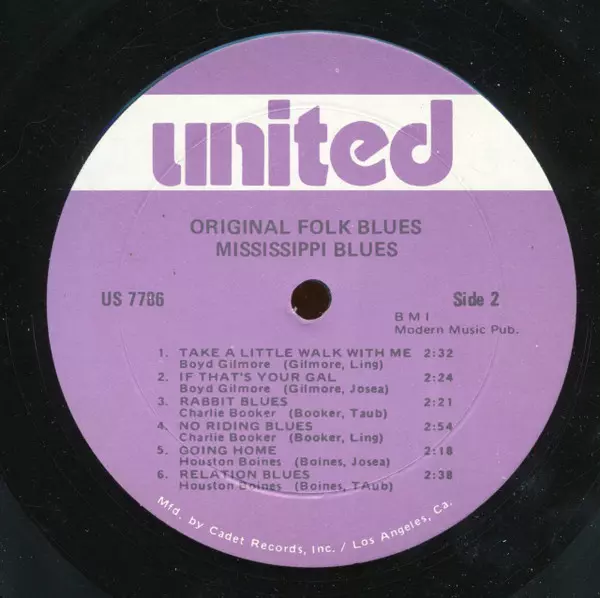 united
ORIGINAL FOLK BLUES
MISSISSIPPI BLUES
US 7786
Side 2
BMI
Modern Music Pub.
1. TAKE A LITTLE WALK WITH ME 2:32
Boyd Gilmore (Gilmore, Ling)
2. IF THAT'S YOUR GAL 2:24
Boyd Gilmore (Gilmore, Josea)
3. RABBIT BLUES 2:21
Charlie Booker (Booker, Taub)
4. NO RIDING BLUES 2:54
Charlie Booker (Booker, Ling)
5. GOING HOME 2:18
Houston Boines (Boines, Josea)
6. RELATION BLUES 2:38
Houston Boines (Boines, TAub)
Mfd. by Cadet Records, Inc. / Los Angeles, Ca.